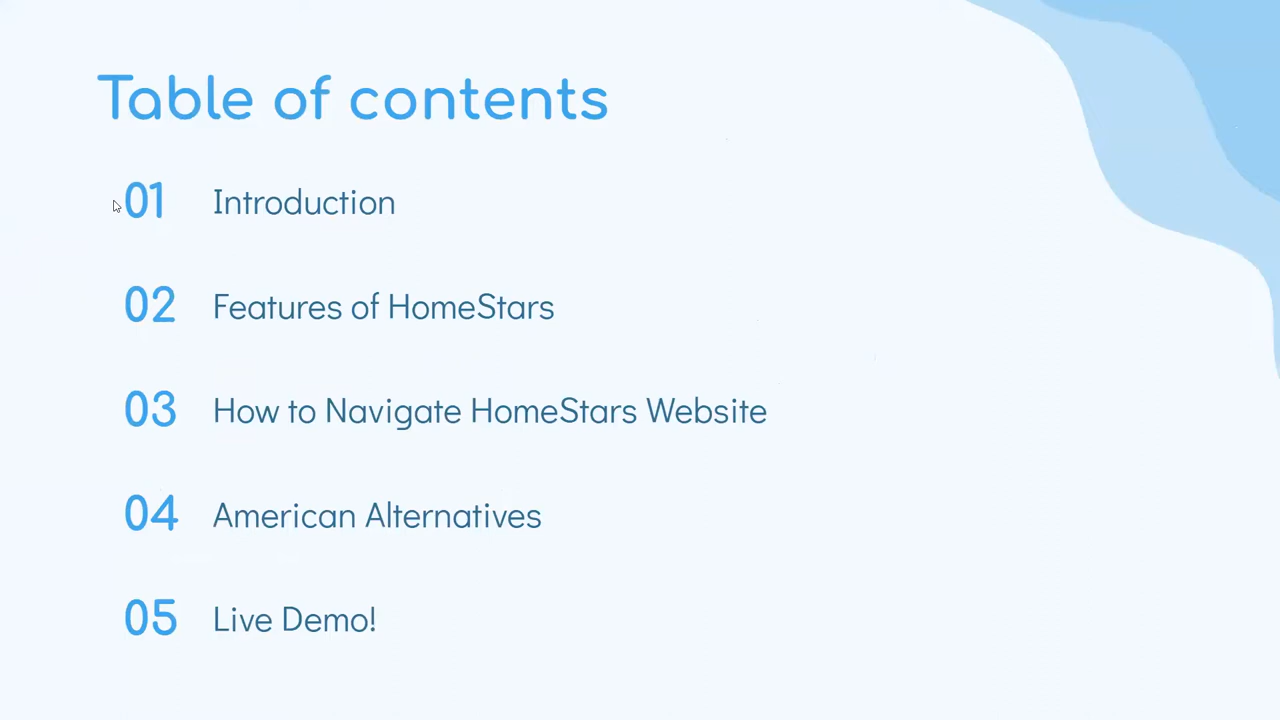 Table of contents
01 Introduction
02 Features of HomeStars
03 How to Navigate HomeStars Website
04 American Alternatives
05 Live Demo!